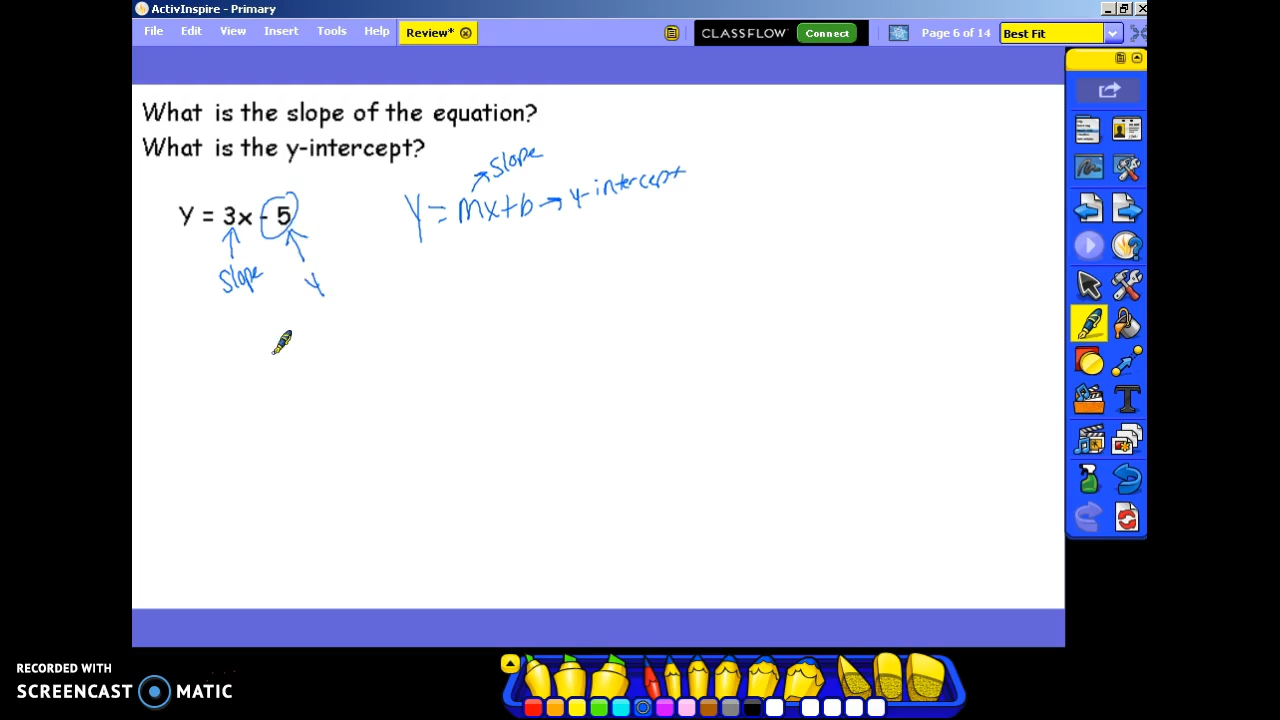 ActivInspire - Primary
File Edit View Insert Tools Help Review* CLASSFLOW Connect Page 6 of 14 Best Fit
What is the slope of the equation?
What is the y-intercept?
slope
Y = mx+b → y-intercept
Y = 3x - 5
slope y
RECORDED WITH
SCREENCAST MATIC